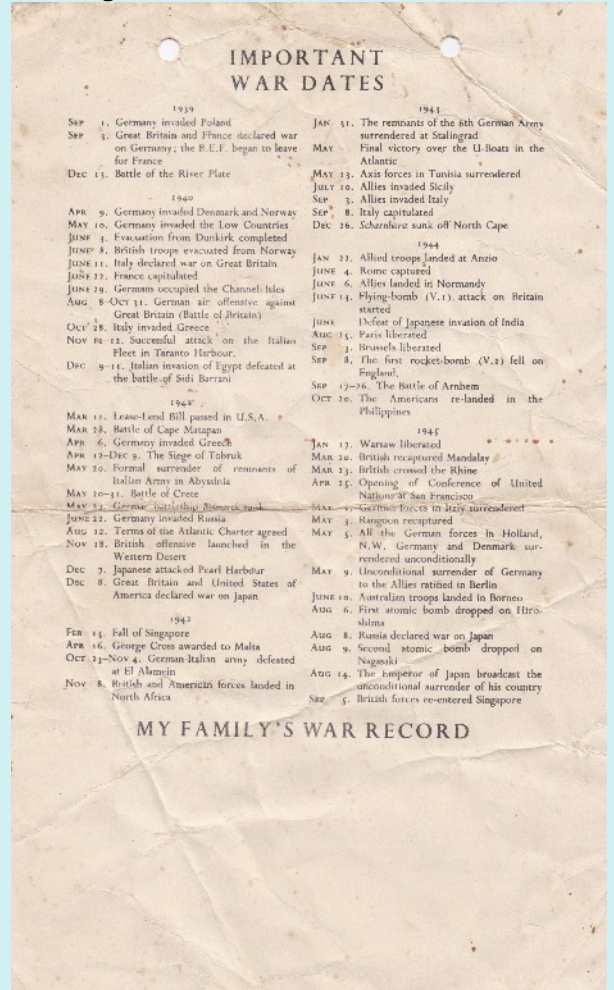 IMPORTANT
WAR DATES
1939
SEP 1. Germany invaded Poland
SEP 3. Great Britain and France declared war
on Germany; the B.E.F. began to leave
for France
DEC 13. Battle of the River Plate
1940
APR 9. Germany invaded Denmark and Norway
MAY 10. Germany invaded the Low Countries
JUNE 3. Evacuation from Dunkirk completed
JUNE 8. British troops evacuated from Norway
JUNE 11. Italy declared war on Great Britain
JUNE 22. France capitulated
JUNE 29. Germans occupied the Channel Isles
AUG 8–OCT 31. German air offensive against
Great Britain (Battle of Britain)
OCT 28. Italy invaded Greece
NOV 11–12. Successful attack on the Italian
Fleet in Taranto Harbour.
DEC 9–11. Italian invasion of Egypt defeated at
the battle of Sidi Barrani
1941
MAR 11. Lease-Lend Bill passed in U.S.A.
MAR 28. Battle of Cape Matapan
APR 6. Germany invaded Greece
APR 12–DEC 9. The Siege of Tobruk
MAY 20. Formal surrender of remnants of
Italian Army in Abyssinia
MAY 20–31. Battle of Crete
MAY 27. German battleship Bismarck sunk
JUNE 22. Germany invaded Russia
AUG 12. Terms of the Atlantic Charter agreed
NOV 18. British offensive launched in the
Western Desert
DEC 7. Japanese attacked Pearl Harbour
DEC 8. Great Britain and United States of
America declared war on Japan
1942
FEB 15. Fall of Singapore
APR 16. George Cross awarded to Malta
OCT 23–NOV 4. German-Italian army defeated
at El Alamein
NOV 8. British and American forces landed in
North Africa
1943
JAN 31. The remnants of the 6th German Army
surrendered at Stalingrad
MAY Final victory over the U-Boats in the
Atlantic
MAY 13. Axis forces in Tunisia surrendered
JULY 10. Allies invaded Sicily
SEP 3. Allies invaded Italy
SEP 8. Italy capitulated
DEC 26. Scharnhorst sunk off North Cape
1944
JAN 22. Allied troops landed at Anzio
JUNE 4. Rome captured
JUNE 6. Allies landed in Normandy
JUNE 13. Flying-bomb (V.1) attack on Britain
started
JUNE Defeat of Japanese invasion of India
AUG 25. Paris liberated
SEP 3. Brussels liberated
SEP 8. The first rocket-bomb (V.2) fell on
England.
SEP 17–26. The Battle of Arnhem
OCT 20. The Americans re-landed in the
Philippines
1945
JAN 17. Warsaw liberated
MAR 20. British recaptured Mandalay
MAR 23. British crossed the Rhine
APR 25. Opening of Conference of United
Nations at San Francisco
MAY 2. German forces in Italy surrendered
MAY 3. Rangoon recaptured
MAY 5. All the German forces in Holland,
N.W. Germany and Denmark sur-
rendered unconditionally
MAY 9. Unconditional surrender of Germany
to the Allies ratified in Berlin
JUNE 10. Australian troops landed in Borneo
AUG 6. First atomic bomb dropped on Hiro-
shima
AUG 8. Russia declared war on Japan
AUG 9. Second atomic bomb dropped on
Nagasaki
AUG 14. The Emperor of Japan broadcast the
unconditional surrender of his country
SEP 5. British forces re-entered Singapore
MY FAMILY'S WAR RECORD